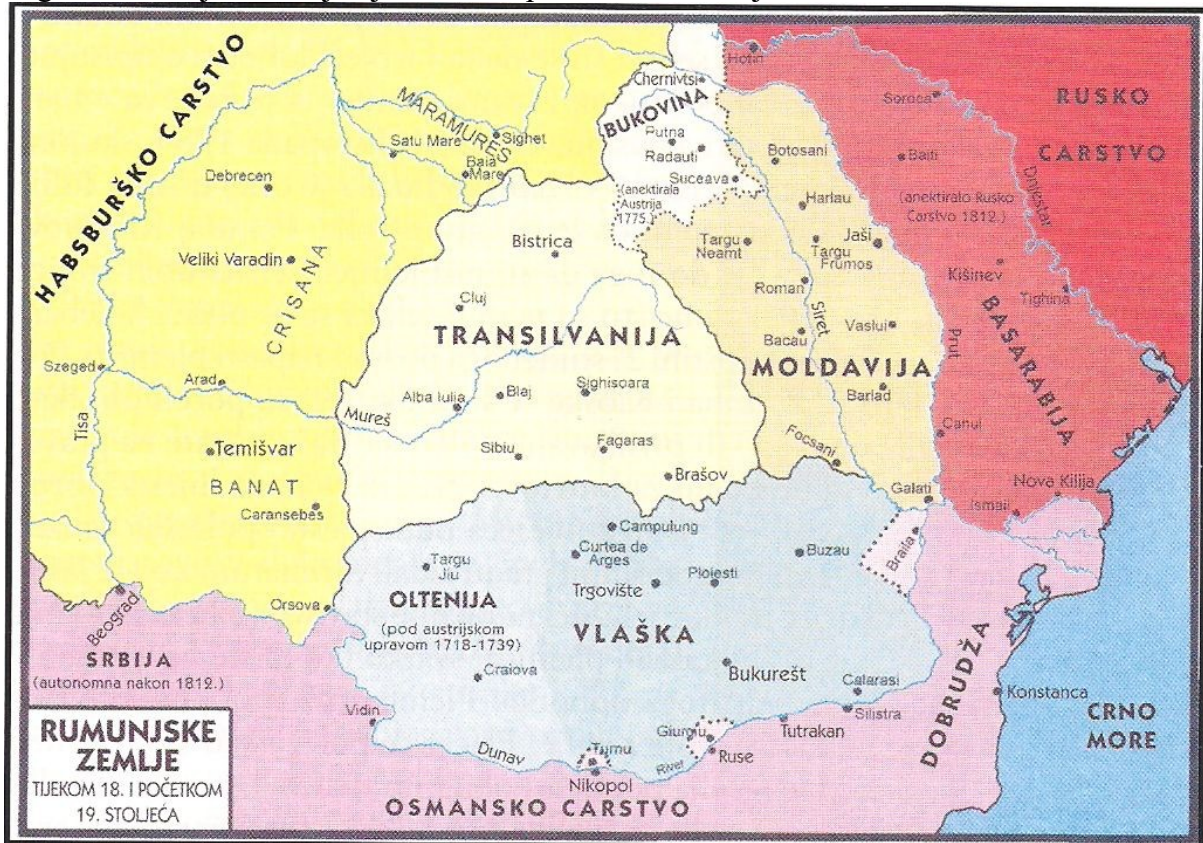 HABSBURŠKO CARSTVO
MARAMURES
Satu Mare
Sighet
Baia
Mare
Debrecen
Veliki Varadin
CRISANA
Szeged
Arad
Tisa
Mureš
Temišvar
BANAT
Caransebes
Orsova
Beograd
SRBIJA
(autonomna nakon 1812.)
Chernivtsi
BUKOVINA
Putna
Radauti
Suceava
(anektirala
Austrija
1775.)
Bistrica
Cluj
TRANSILVANIJA
Alba Iulia
Blaj
Sighisoara
Sibiu
Fagaras
Brašov
Hotin
Soroca
RUSKO
CARSTVO
Baiti
Dnjestar
(anektiralo Rusko
Carstvo 1812.)
Kišinev
Tighina
BASARABIJA
Prut
Canul
Nova Kilija
Ismail
Botosani
Harlau
Targu
Neamt
Targu
Frumos
Jaši
Roman
Siret
Bacau
Vaslui
MOLDAVIJA
Barlad
Focsani
Galati
Braila
Campulung
Targu
Jiu
Curtea de
Arges
Buzau
Trgovište
Ploiesti
OLTENIJA
(pod austrijskom
upravom 1718-1739)
VLAŠKA
Craiova
Bukurešt
Calarasi
Vidin
Giurgiu
Tutrakan
Silistra
Dunav
Turnu
River
Ruse
Nikopol
DOBRUDŽA
Konstanca
CRNO
MORE
OSMANSKO CARSTVO
RUMUNJSKE
ZEMLJE
TIJEKOM 18. I POČETKOM
19. STOLJEĆA